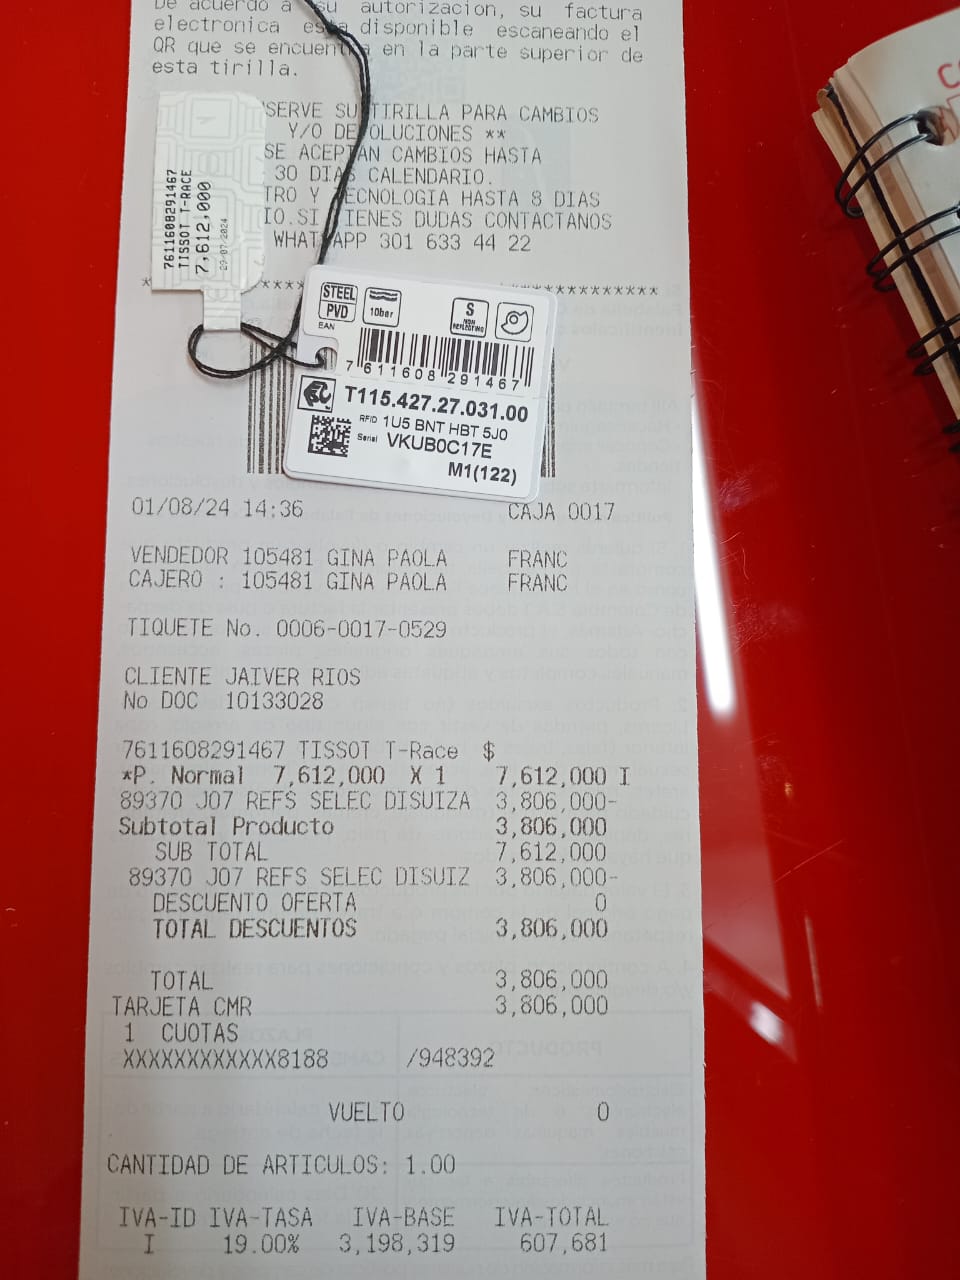 De acuerdo a su autorizacion, su factura
electronica esta disponible escaneando el
QR que se encuentra en la parte superior de
esta tirilla.
SERVE SU TIRILLA PARA CAMBIOS
Y/O DEVOLUCIONES **
SE ACEPTAN CAMBIOS HASTA
30 DIAS CALENDARIO.
TRO Y TECNOLOGIA HASTA 8 DIAS
IO.SI TIENES DUDAS CONTACTANOS
WHATSAPP 301 633 44 22
7611608291467
TISSOT T-RACE
7,612,000
29-07-2024
STEEL
PVD
10bar
S
NON
REFLECTING
EAN
7 611608 291467
T115.427.27.031.00
RFID 1U5 BNT HBT 5J0
Serial VKUB0C17E
M1(122)
01/08/24 14:36 CAJA 0017
VENDEDOR 105481 GINA PAOLA FRANC
CAJERO : 105481 GINA PAOLA FRANC
TIQUETE No. 0006-0017-0529
CLIENTE JAIVER RIOS
No DOC 10133028
7611608291467 TISSOT T-Race $
*P. Normal 7,612,000 X 1 7,612,000 I
89370 J07 REFS SELEC DISUIZA 3,806,000-
Subtotal Producto 3,806,000
SUB TOTAL 7,612,000
89370 J07 REFS SELEC DISUIZ 3,806,000-
DESCUENTO OFERTA 0
TOTAL DESCUENTOS 3,806,000
TOTAL 3,806,000
TARJETA CMR 3,806,000
1 CUOTAS
XXXXXXXXXXXX8188 /948392
VUELTO 0
CANTIDAD DE ARTICULOS: 1.00
IVA-ID IVA-TASA IVA-BASE IVA-TOTAL
I 19.00% 3,198,319 607,681